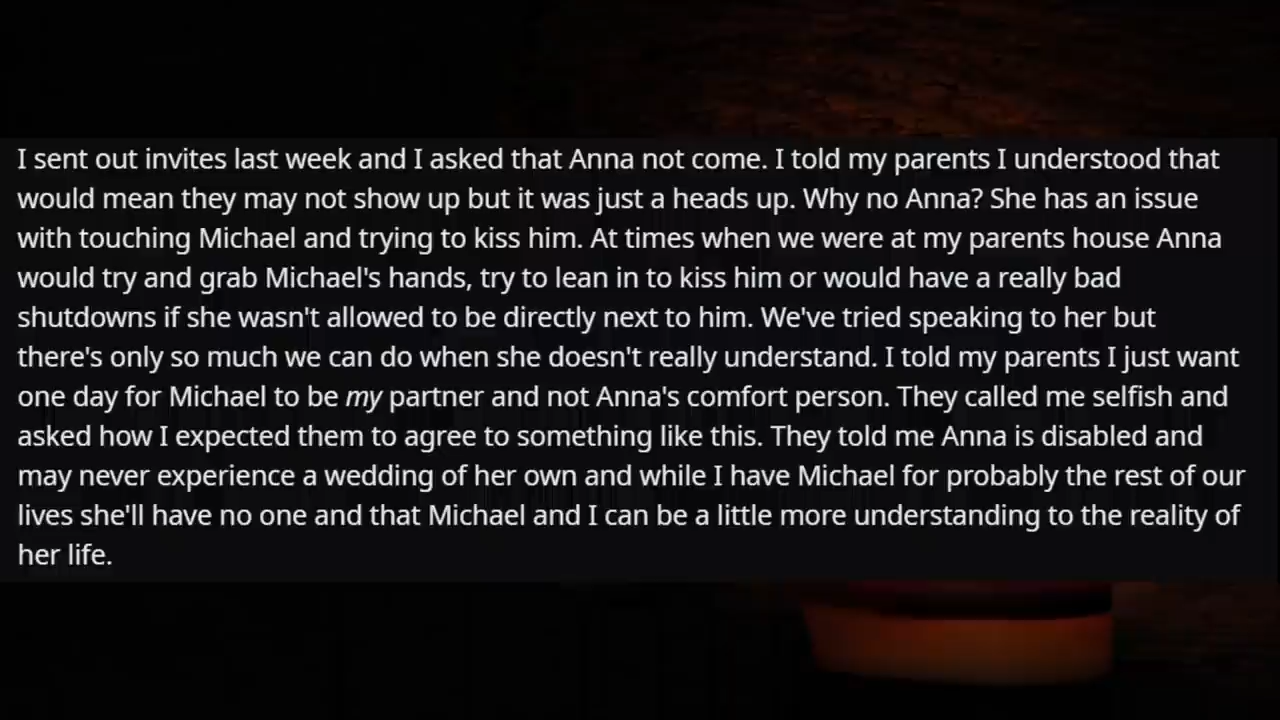 I sent out invites last week and I asked that Anna not come. I told my parents I understood that
would mean they may not show up but it was just a heads up. Why no Anna? She has an issue
with touching Michael and trying to kiss him. At times when we were at my parents house Anna
would try and grab Michael's hands, try to lean in to kiss him or would have a really bad
shutdowns if she wasn't allowed to be directly next to him. We've tried speaking to her but
there's only so much we can do when she doesn't really understand. I told my parents I just want
one day for Michael to be my partner and not Anna's comfort person. They called me selfish and
asked how I expected them to agree to something like this. They told me Anna is disabled and
may never experience a wedding of her own and while I have Michael for probably the rest of our
lives she'll have no one and that Michael and I can be a little more understanding to the reality of
her life.